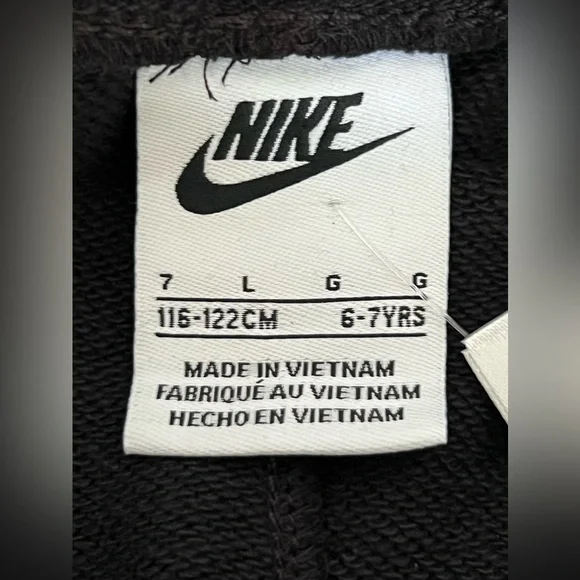 NIKE
7 L G G
116-122CM 6-7YRS
MADE IN VIETNAM
FABRIQUÉ AU VIETNAM
HECHO EN VIETNAM